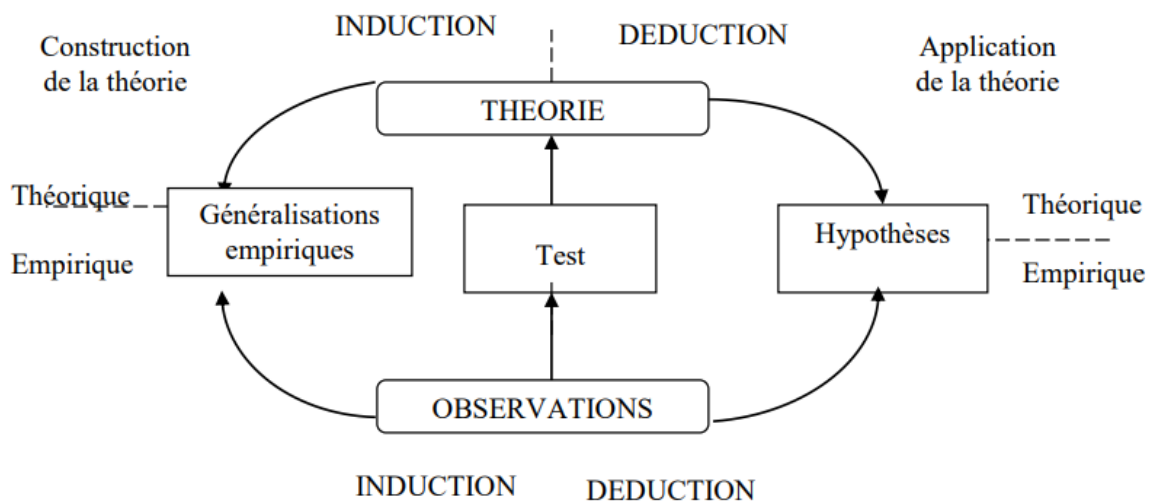 INDUCTION
DEDUCTION
Construction
de la théorie
Application
de la théorie
THEORIE
Théorique
Empirique
Généralisations
empiriques
Test
Hypothèses
Théorique
Empirique
OBSERVATIONS
INDUCTION
DEDUCTION